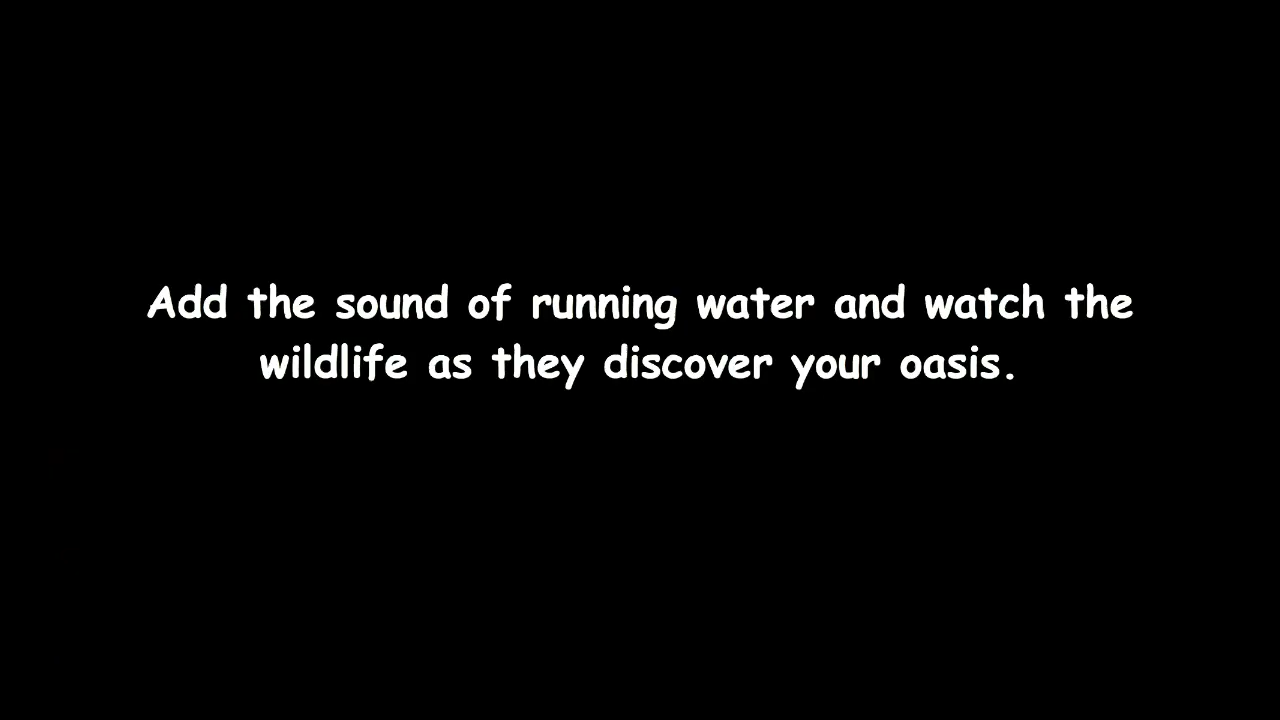 Add the sound of running water and watch the
wildlife as they discover your oasis.